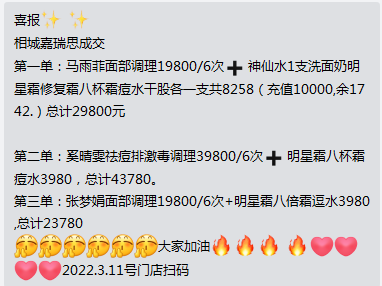 喜报✨ ✨
相城嘉瑞思成交
第一单：马雨菲面部调理19800/6次➕ 神仙水1支洗面奶明
星霜修复霜八杯霜痘水干股各一支共8258（充值10000,余17
42.）总计29800元
第二单：奚晴雯祛痘排激毒调理39800/6次➕ 明星霜八杯霜
痘水3980，总计43780。
第三单：张梦娟面部调理19800/6次+明星霜八倍霜逗水3980
,总计23780
🤭🤭🤭🤭🤭🤭大家加油🔥🔥🔥🔥❤️❤️
❤️❤️2022.3.11号门店扫码